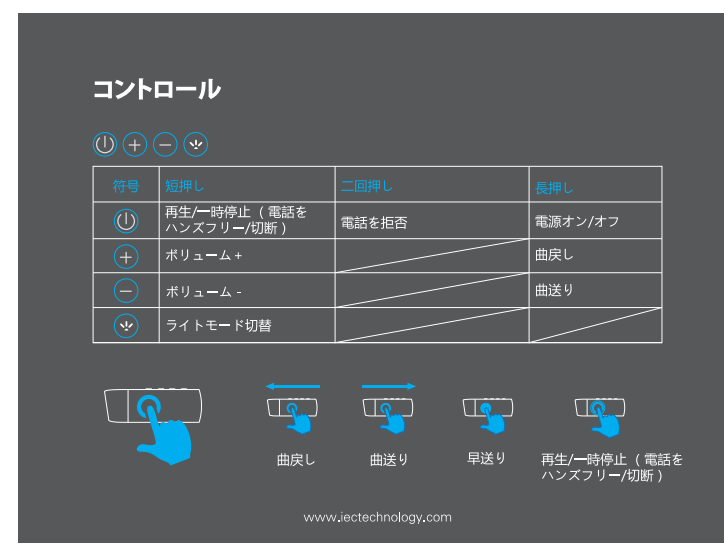 コントロール
符号 短押し 二回押し 長押し
再生/一時停止 ( 電話を
ハンズフリー/切断 ) 電話を拒否 電源オン/オフ
ボリューム + 曲戻し
ボリューム - 曲送り
ライトモード切替
曲戻し 曲送り 早送り 再生/一時停止 ( 電話を
ハンズフリー/切断 )
www.iectechnology.com